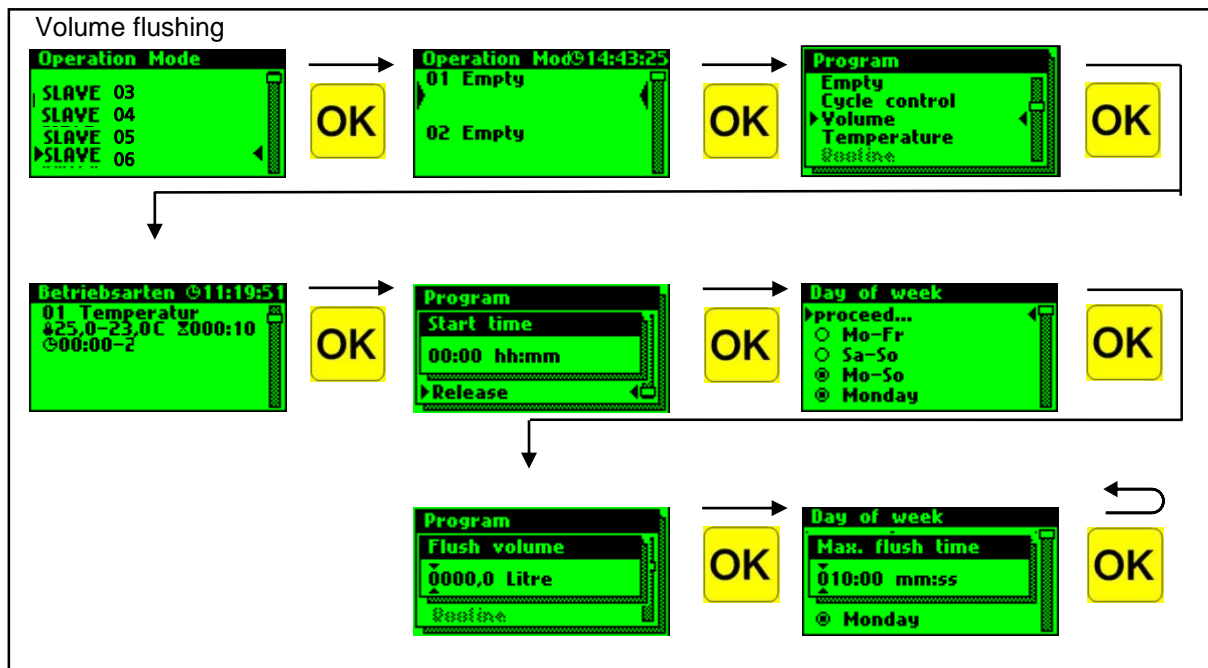 Volume flushing
Operation Mode
SLAVE 03
SLAVE 04
SLAVE 05
SLAVE 06
OK
Operation Mod 14:43:25
01 Empty
02 Empty
OK
Program
Empty
Cycle control
Volume
Temperature
OK
Betriebsarten 11:19:51
01 Temperatur
25,0-23,0C 000:10
00:00-2
OK
Program
Start time
00:00 hh:mm
Release
OK
Day of week
proceed...
Mo-Fr
Sa-So
Mo-So
Monday
OK
Program
Flush volume
0000,0 Litre
OK
Day of week
Max. flush time
010:00 mm:ss
Monday
OK